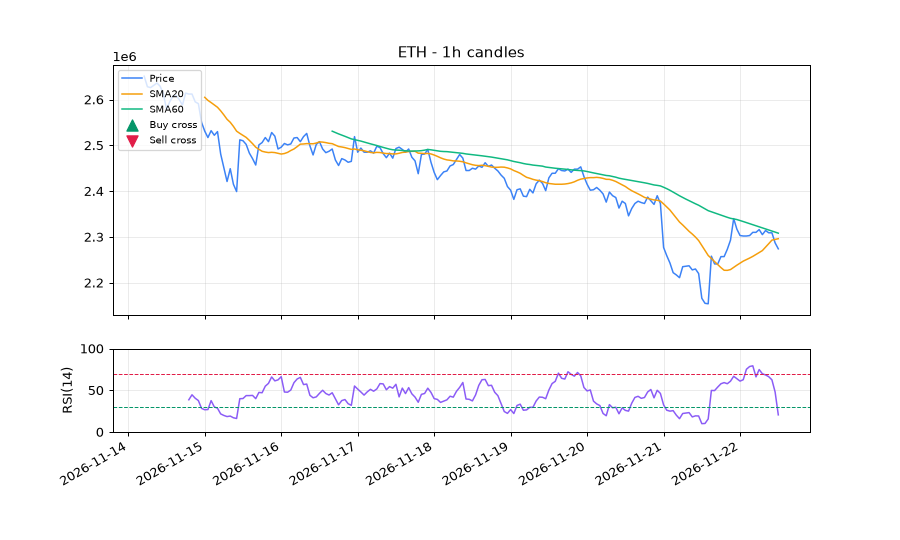 ETH - 1h candles
1e6
Price
SMA20
SMA60
Buy cross
Sell cross
2.6
2.5
2.4
2.3
2.2
RSI(14)
100
50
0
2026-11-14
2026-11-15
2026-11-16
2026-11-17
2026-11-18
2026-11-19
2026-11-20
2026-11-21
2026-11-22